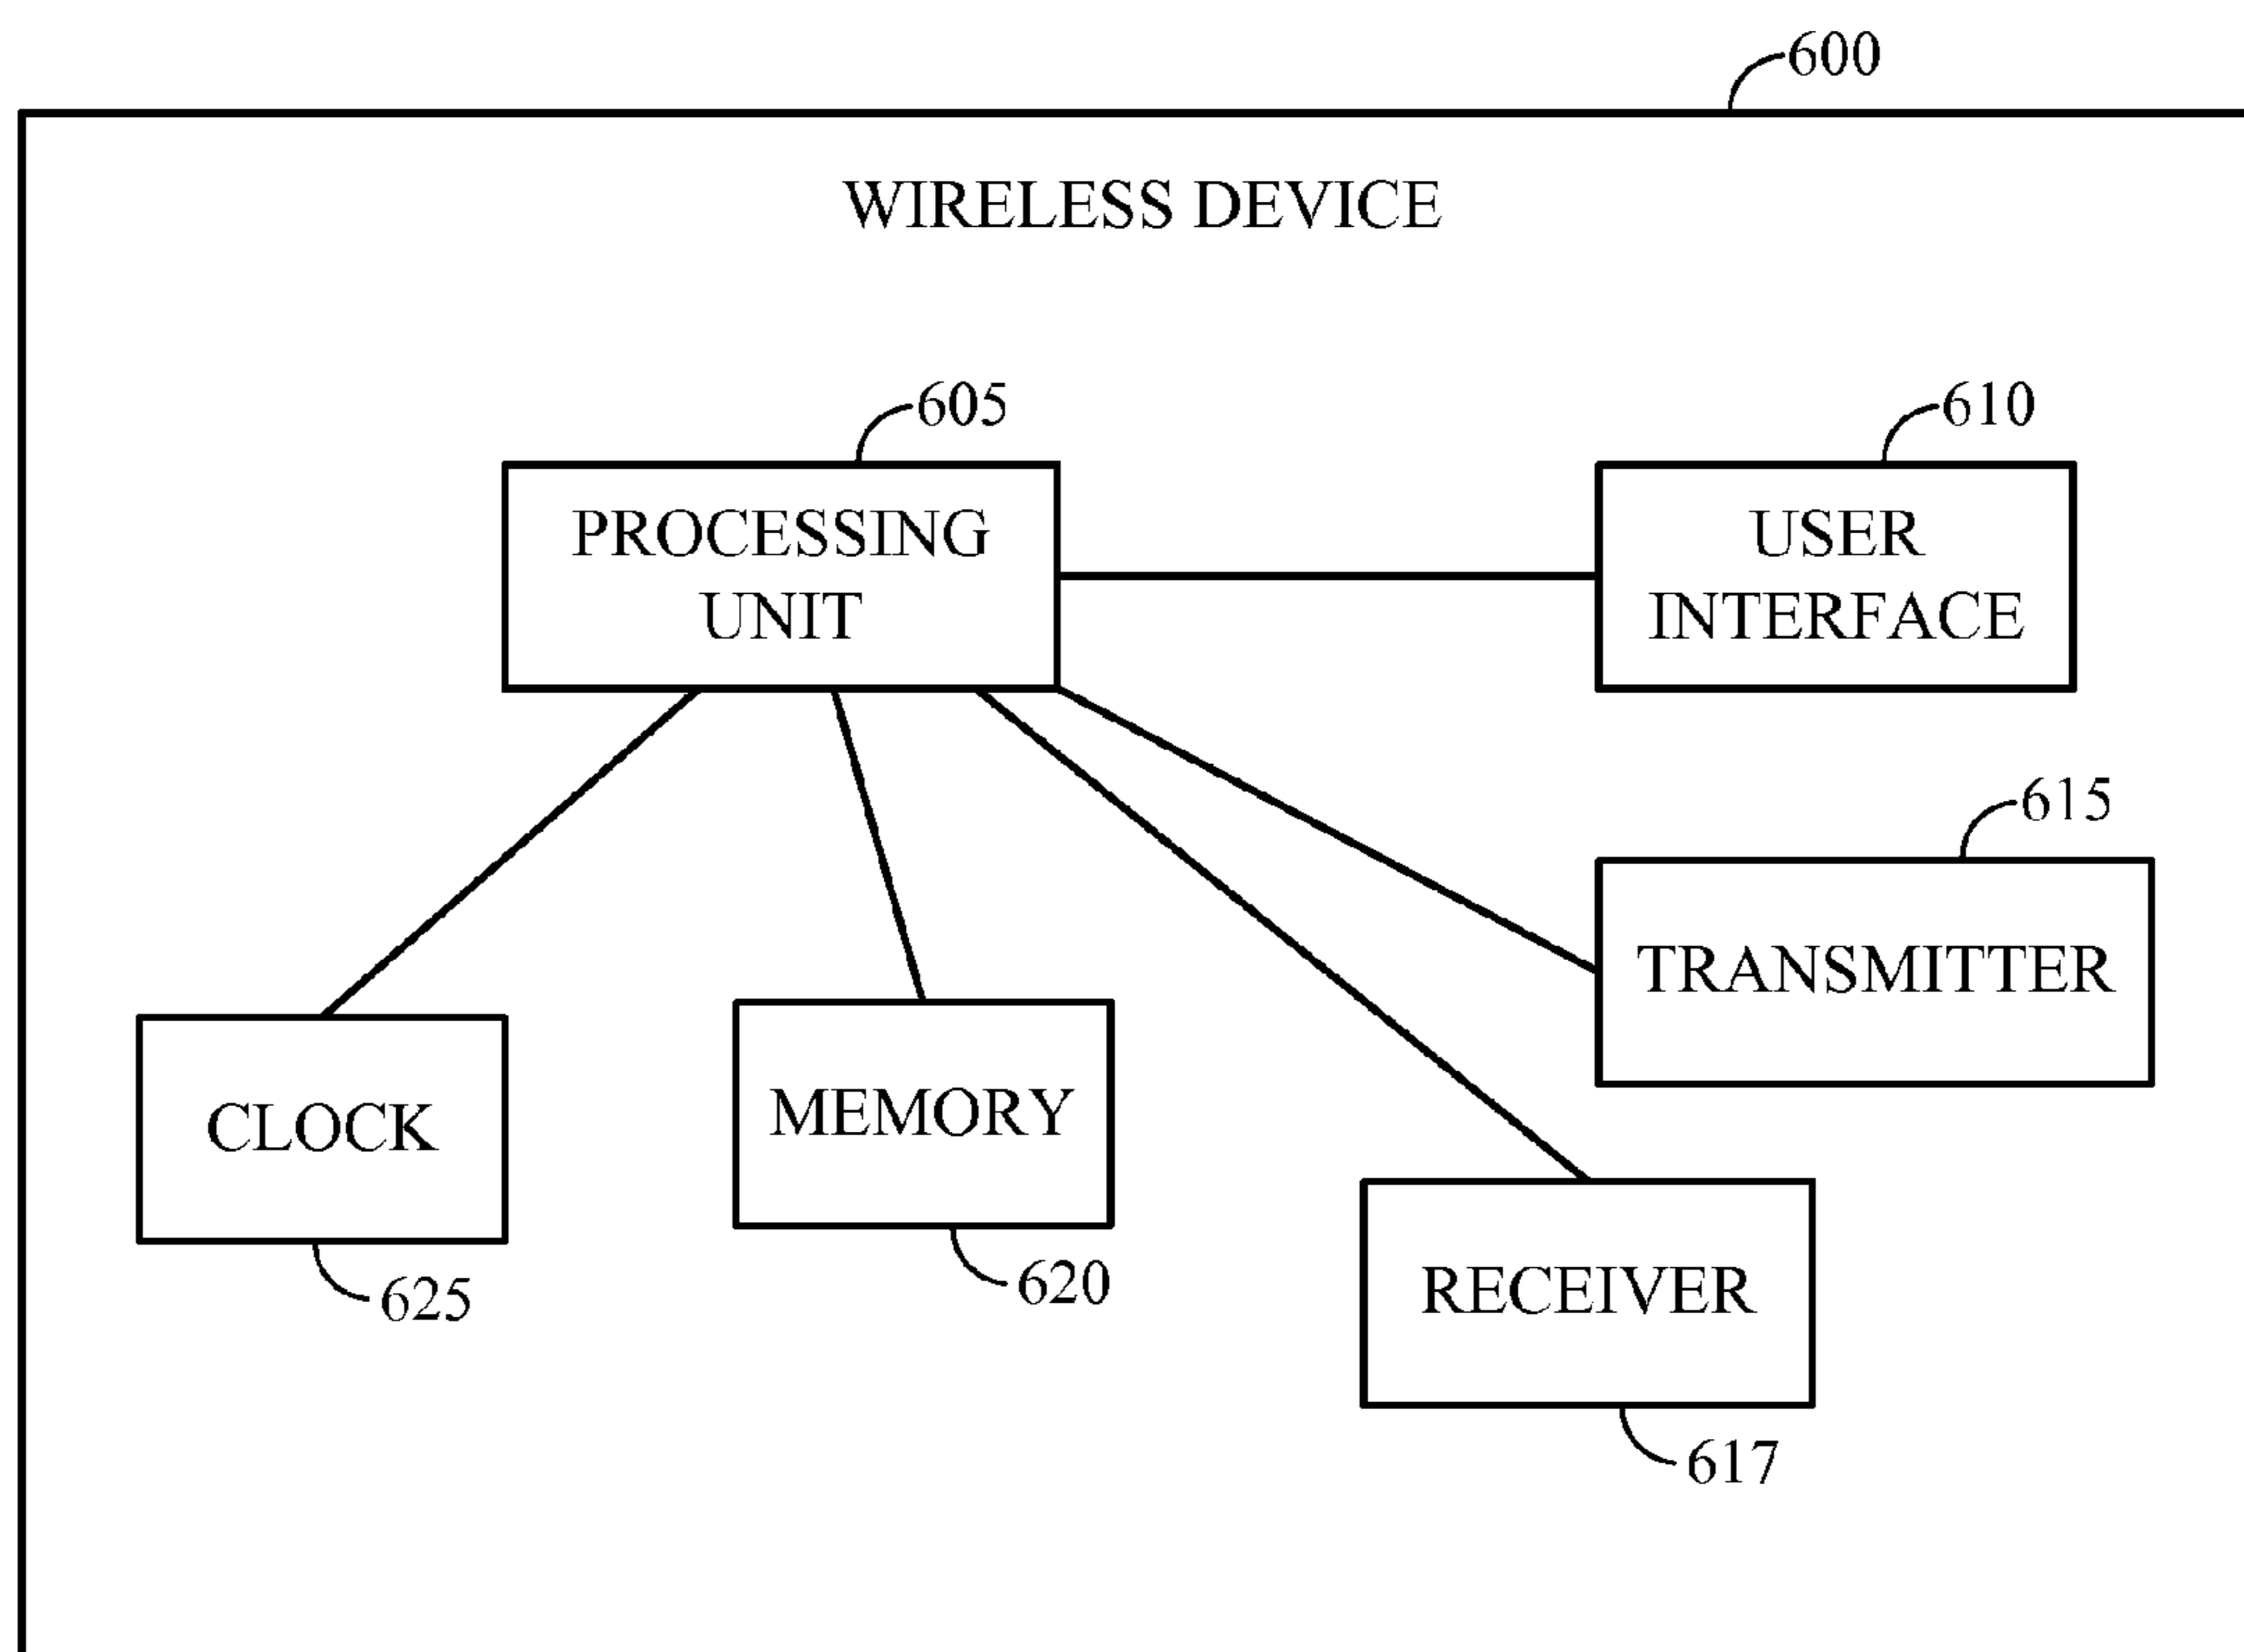 600
WIRELESS DEVICE
605
610
PROCESSING
UNIT
USER
INTERFACE
615
TRANSMITTER
CLOCK
MEMORY
RECEIVER
625
620
617